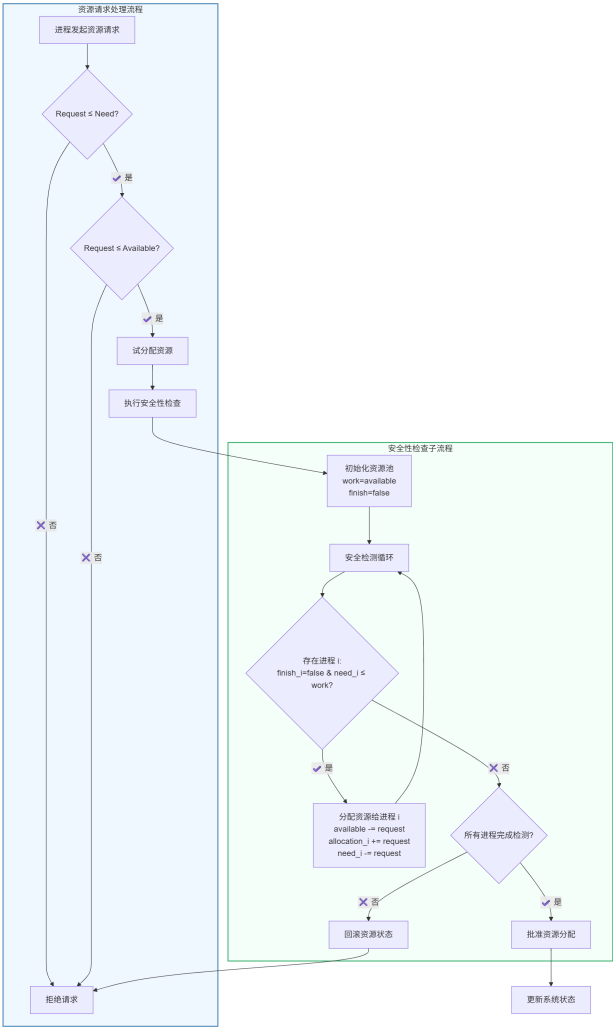 资源请求处理流程
进程发起资源请求
Request ≤ Need?
是
Request ≤ Available?
是
试分配资源
执行安全性检查
安全性检查子流程
初始化资源池
work=available
finish=false
否
否
安全检测循环
存在进程 i:
finish_i=false & need_i ≤
work?
是
否
分配资源给进程 i
available -= request
allocation_i += request
need_i -= request
所有进程完成检测?
否
是
回滚资源状态
批准资源分配
拒绝请求
更新系统状态